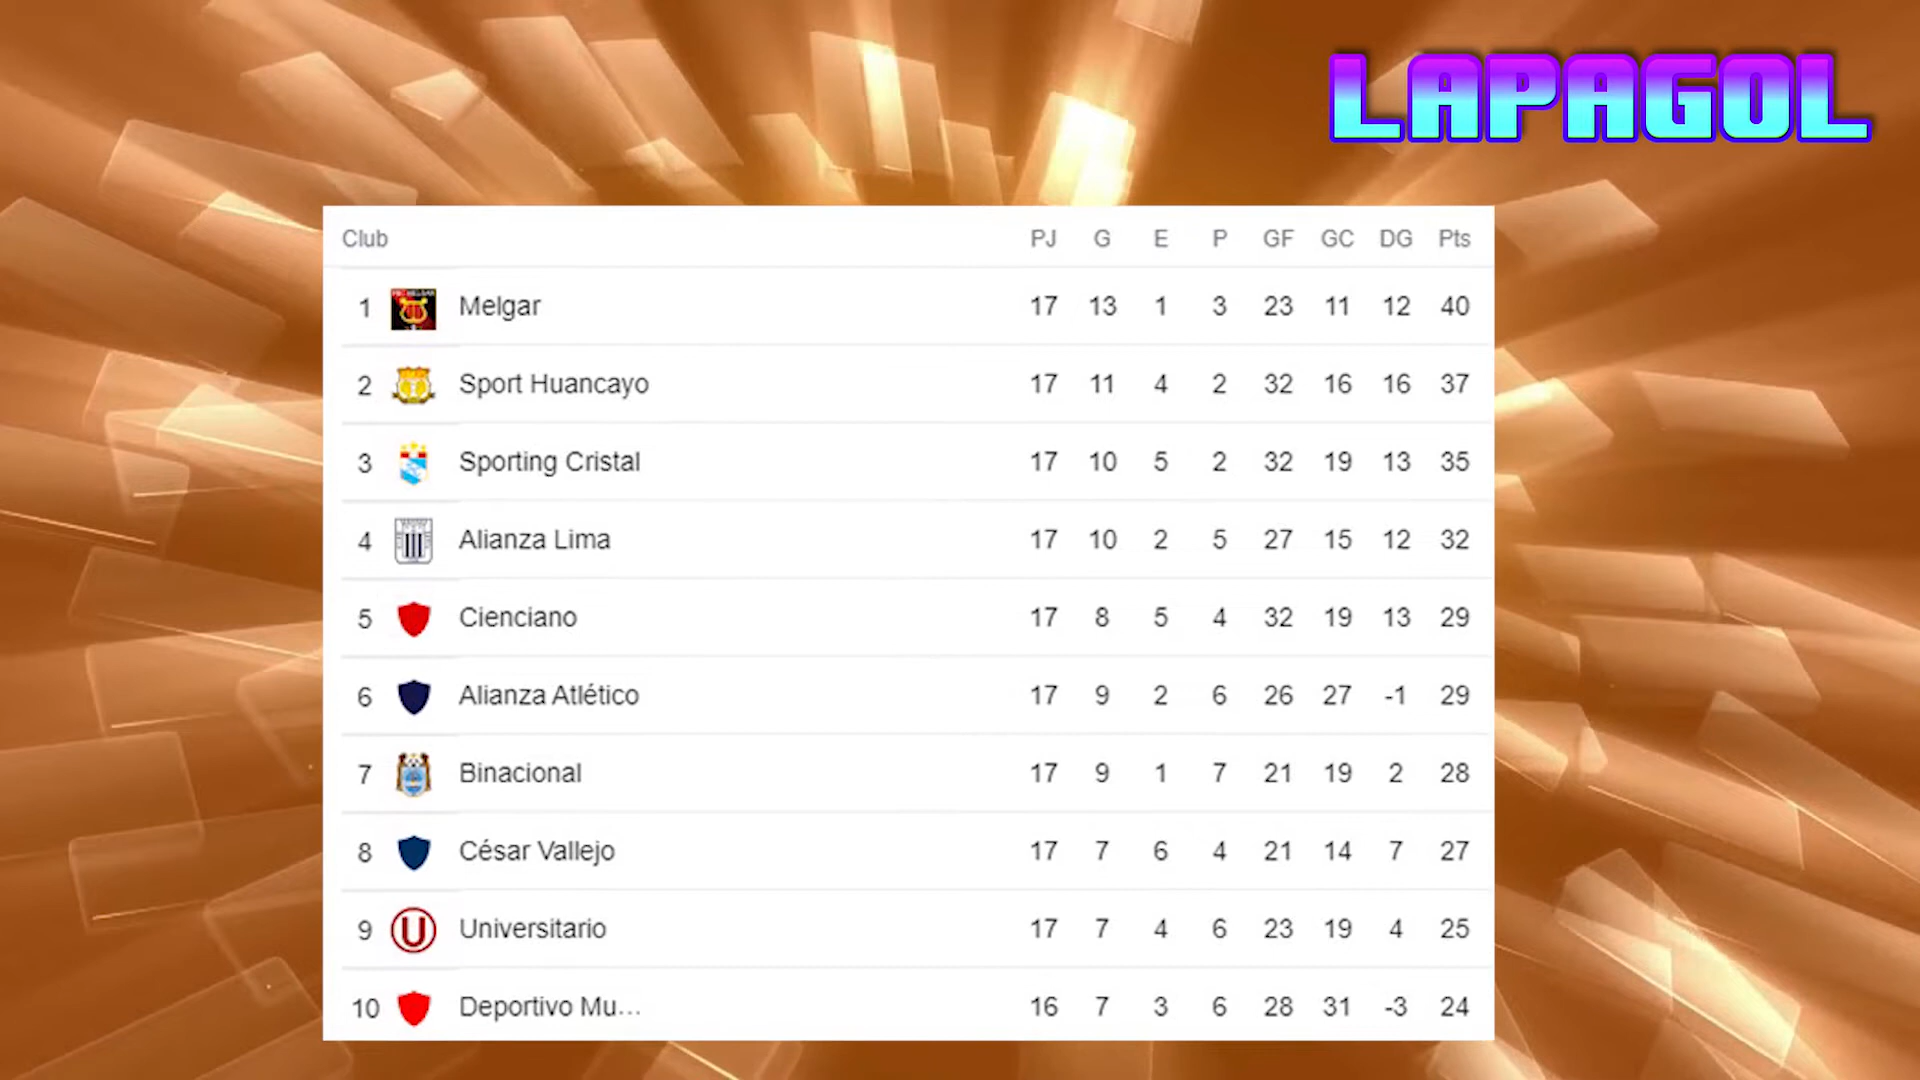 LAPAGOL
Club PJ G E P GF GC DG Pts
1 Melgar 17 13 1 3 23 11 12 40
2 Sport Huancayo 17 11 4 2 32 16 16 37
3 Sporting Cristal 17 10 5 2 32 19 13 35
4 Alianza Lima 17 10 2 5 27 15 12 32
5 Cienciano 17 8 5 4 32 19 13 29
6 Alianza Atlético 17 9 2 6 26 27 -1 29
7 Binacional 17 9 1 7 21 19 2 28
8 César Vallejo 17 7 6 4 21 14 7 27
9 U Universitario 17 7 4 6 23 19 4 25
10 Deportivo Mu... 16 7 3 6 28 31 -3 24